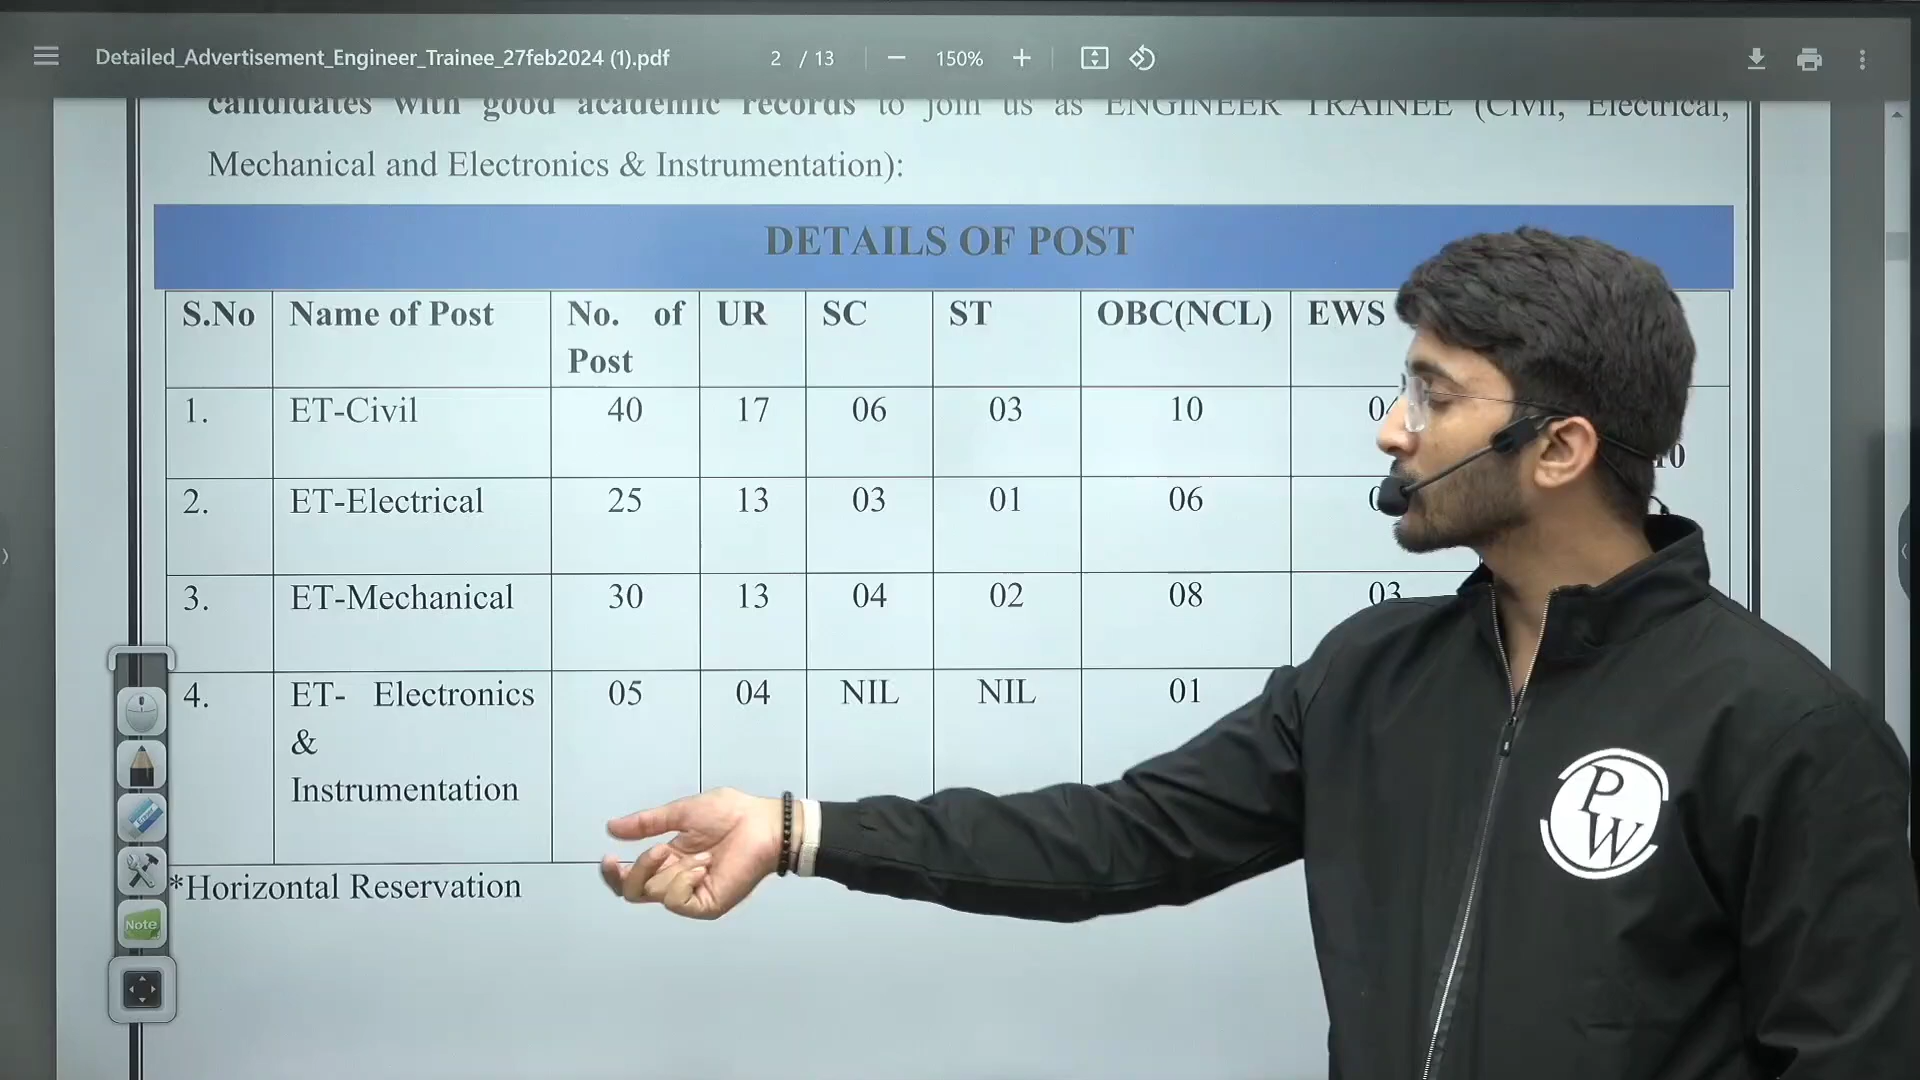 Detailed_Advertisement_Engineer_Trainee_27feb2024 (1).pdf 2 / 13 150%
candidates with good academic records to join us as ENGINEER TRAINEE (Civil, Electrical,
Mechanical and Electronics & Instrumentation):
DETAILS OF POST
S.No Name of Post No. of Post UR SC ST OBC(NCL) EWS
1. ET-Civil 40 17 06 03 10
2. ET-Electrical 25 13 03 01 06
3. ET-Mechanical 30 13 04 02 08 03
4. ET- Electronics & Instrumentation 05 04 NIL NIL 01
*Horizontal Reservation
Eraser
Note
PW